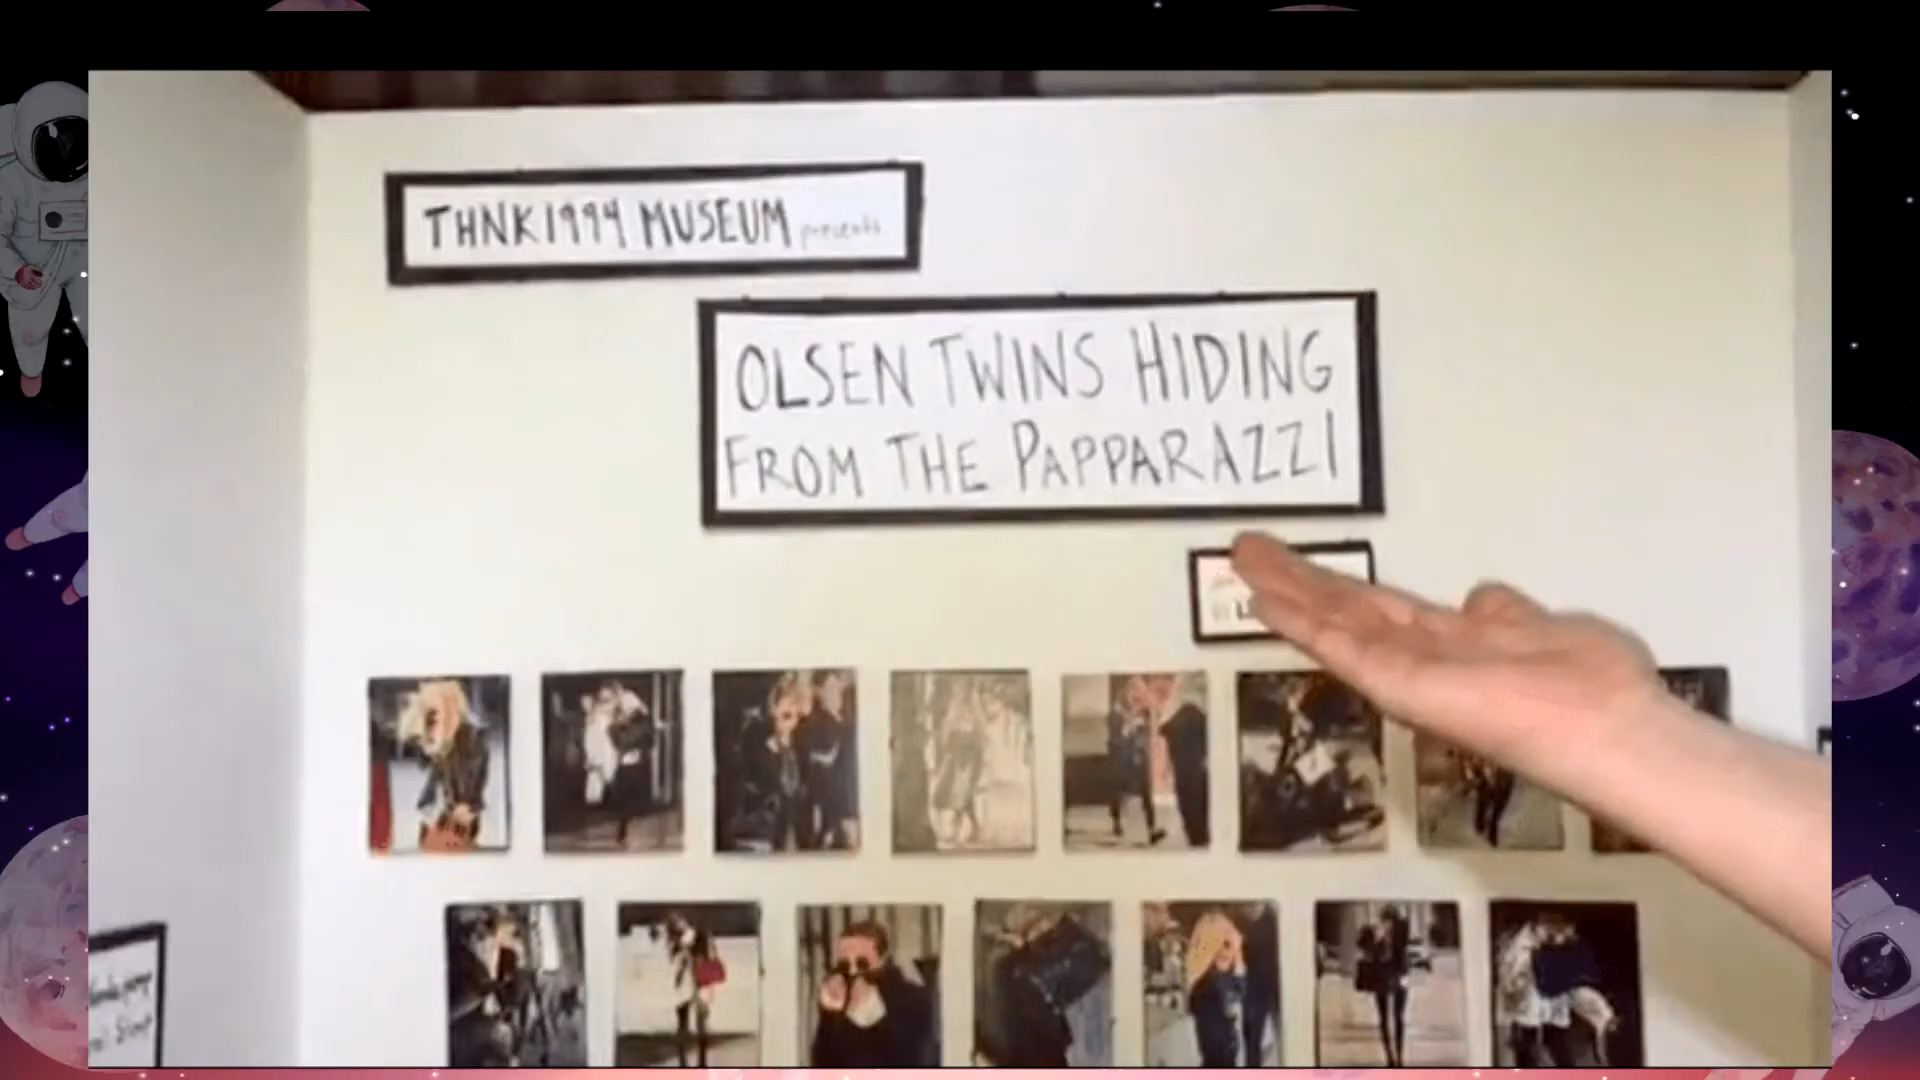 THNK1994 MUSEUM presents
OLSEN TWINS HIDING
FROM THE PAPPARAZZI